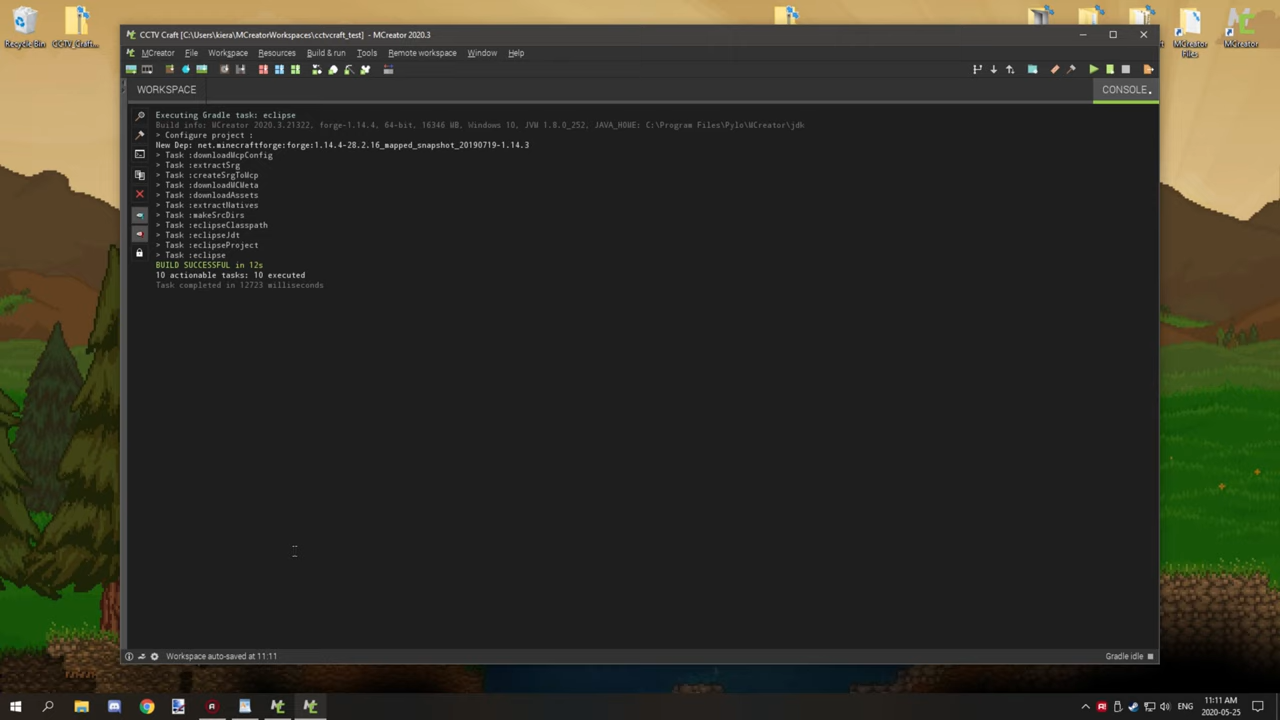 CCTV Craft [C:\Users\kiera\MCreatorWorkspaces\cctvcraft_test] - MCreator 2020.3
Recycle Bin
CCTV_Craft...
MCreator Files
MCreator
MCreator File Workspace Resources Build & run Tools Remote workspace Window Help
WORKSPACE
CONSOLE
Executing Gradle task: eclipse
Build info: MCreator 2020.3.21322, forge-1.14.4, 64-bit, 16346 MB, Windows 10, JVM 1.8.0_252, JAVA_HOME: C:\Program Files\Pylo\MCreator\jdk
> Configure project :
New Dep: net.minecraftforge:forge:1.14.4-28.2.16_mapped_snapshot_20190719-1.14.3
> Task :downloadMcpConfig
> Task :extractSrg
> Task :createSrgToMcp
> Task :downloadMCMeta
> Task :downloadAssets
> Task :extractNatives
> Task :makeSrcDirs
> Task :eclipseClasspath
> Task :eclipseJdt
> Task :eclipseProject
> Task :eclipse
BUILD SUCCESSFUL in 12s
10 actionable tasks: 10 executed
Task completed in 12723 milliseconds
Workspace auto-saved at 11:11
Gradle idle
ENG
11:11 AM
2020-05-25